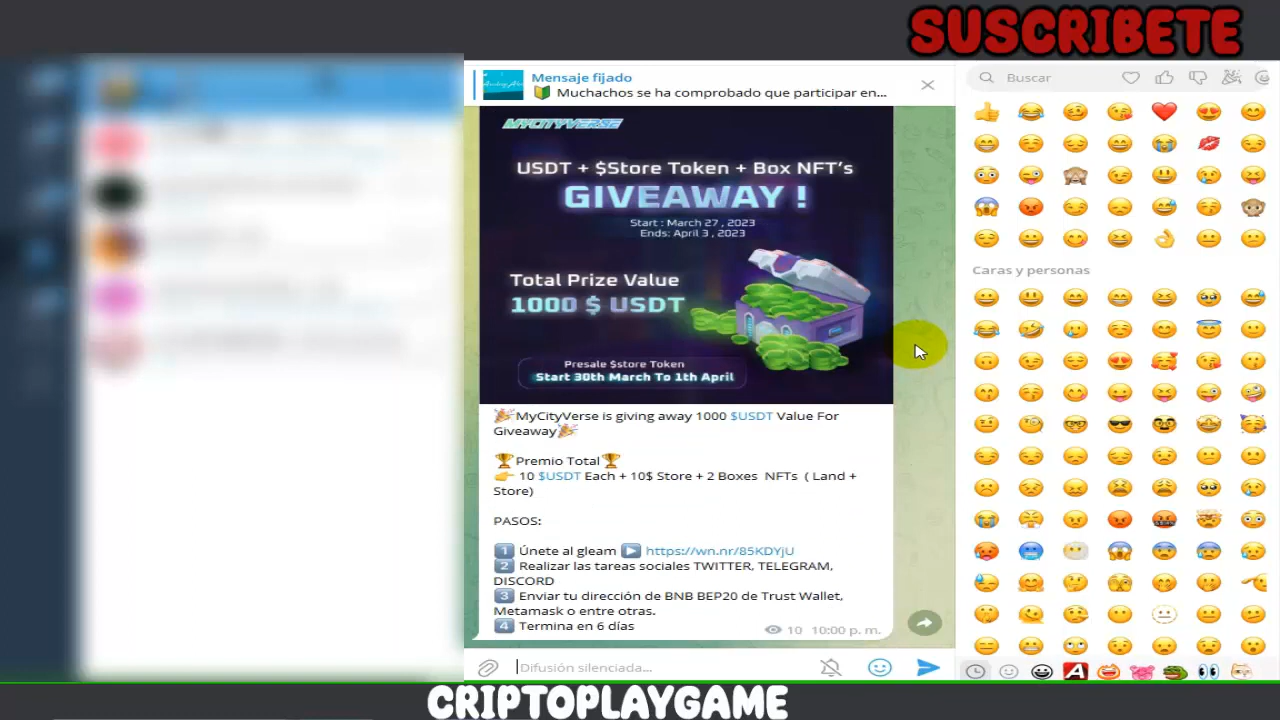 SUSCRIBETE
Mensaje fijado
🔰 Muchachos se ha comprobado que participar en...
Buscar
MYCITYVERSE
USDT + $Store Token + Box NFT's
GIVEAWAY !
Start : March 27 , 2023
Ends: April 3 , 2023
Total Prize Value
1000 $ USDT
Presale $store Token
Start 30th March To 1th April
🎉MyCityVerse is giving away 1000 $USDT Value For
Giveaway🎉
🏆Premio Total🏆
👉 10 $USDT Each + 10$ Store + 2 Boxes NFTs ( Land +
Store)
PASOS:
1️⃣ Únete al gleam ▶️ https://wn.nr/85KDYjU
2️⃣ Realizar las tareas sociales TWITTER, TELEGRAM,
DISCORD
3️⃣ Enviar tu dirección de BNB BEP20 de Trust Wallet,
Metamask o entre otras.
4️⃣ Termina en 6 días
10 10:00 p. m.
Difusión silenciada...
Caras y personas
CRIPTOPLAYGAME